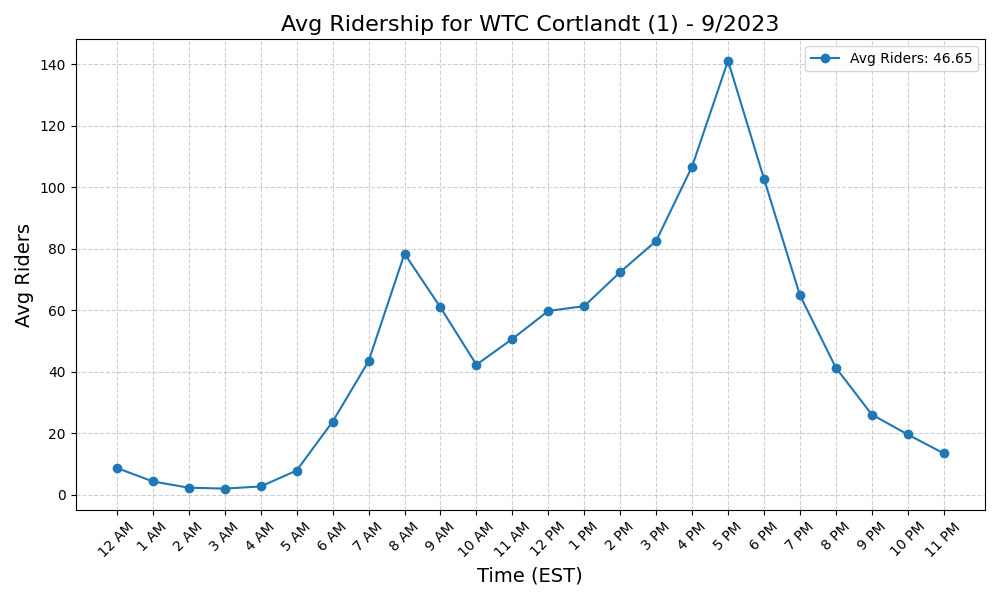 Avg Ridership for WTC Cortlandt (1) - 9/2023
Avg Riders: 46.65
Avg Riders
140
120
100
80
60
40
20
0
12 AM
1 AM
2 AM
3 AM
4 AM
5 AM
6 AM
7 AM
8 AM
9 AM
10 AM
11 AM
12 PM
1 PM
2 PM
3 PM
4 PM
5 PM
6 PM
7 PM
8 PM
9 PM
10 PM
11 PM
Time (EST)